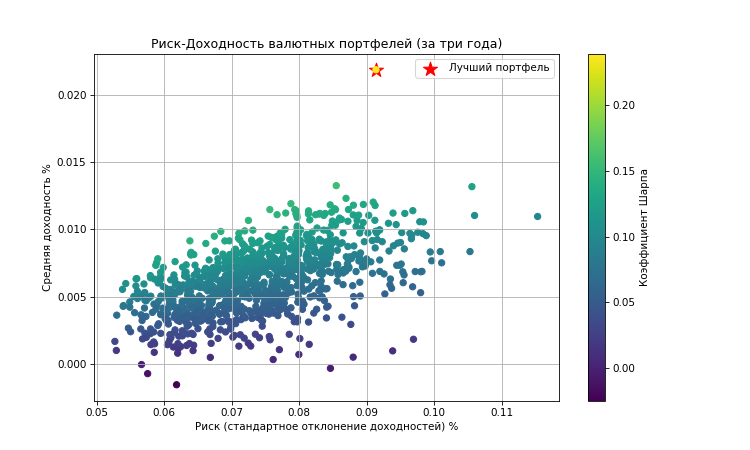 Риск-Доходность валютных портфелей (за три года)
Лучший портфель
0.020
0.015
0.010
0.005
0.000
Средняя доходность %
0.05 0.06 0.07 0.08 0.09 0.10 0.11
Риск (стандартное отклонение доходностей) %
0.20
0.15
0.10
0.05
0.00
Коэффициент Шарпа